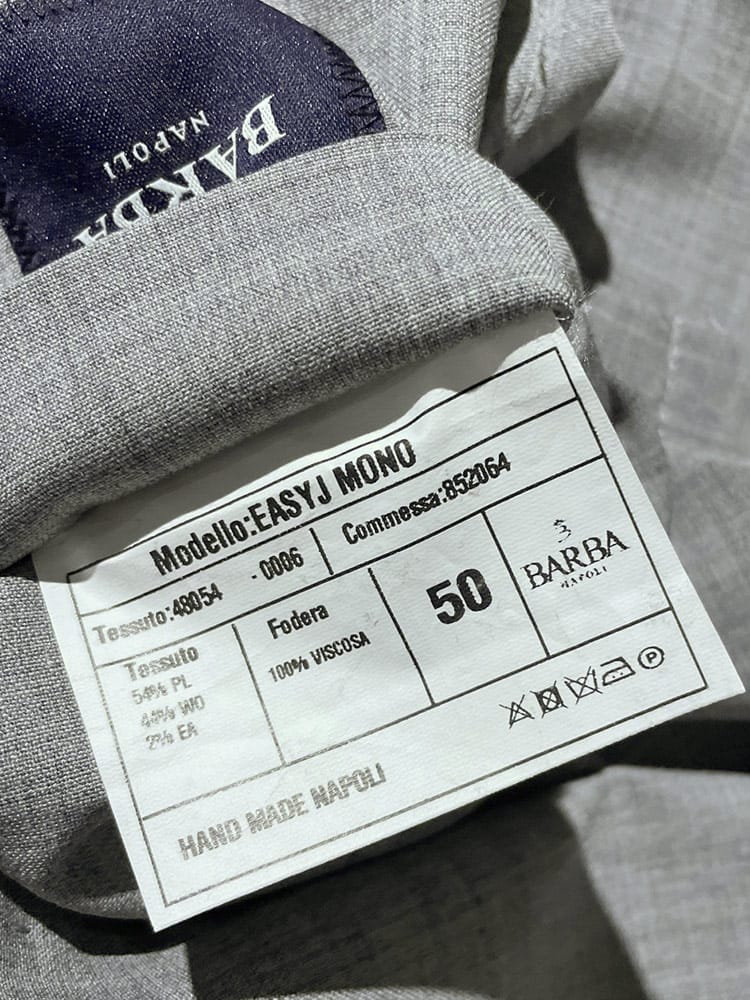 BARBA
NAPOLI
Modello:EASYJ MONO
Tessuto:48054 -0006
Commessa:852064
Tessuto
54% PL
44% WO
2% EA
Fodera
100% VISCOSA
50
BARBA
NAPOLI
P
HAND MADE NAPOLI